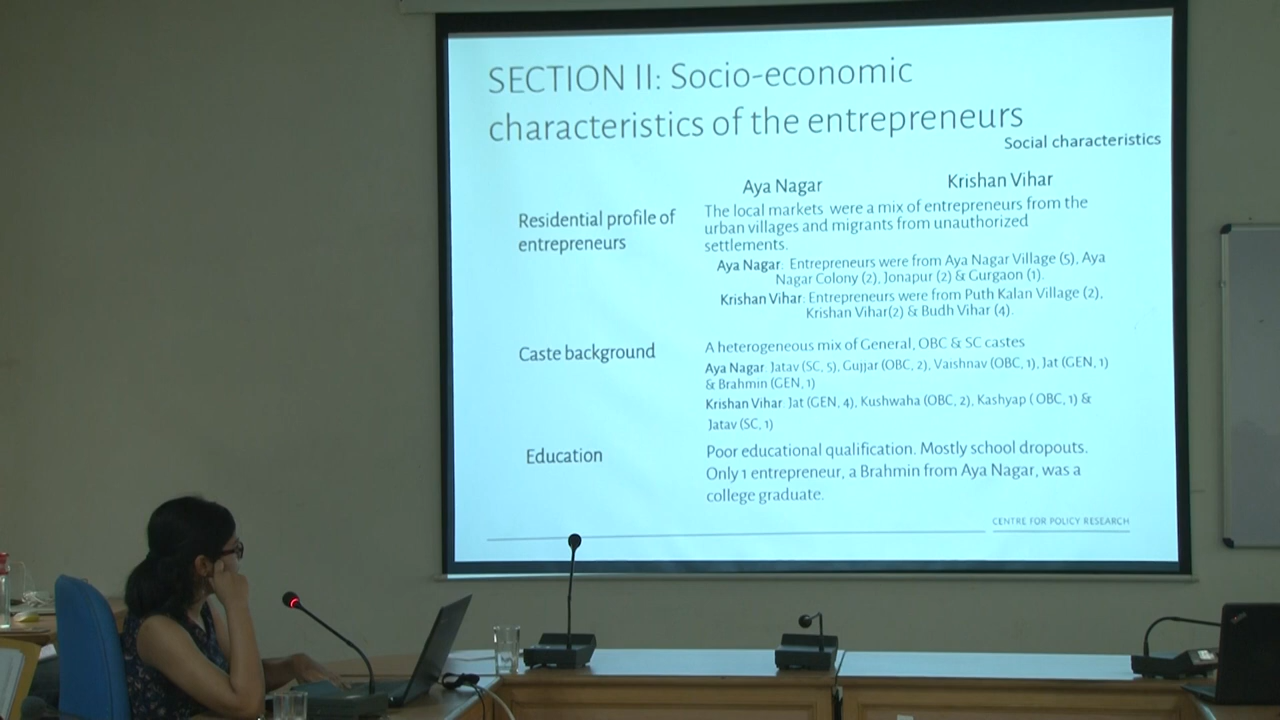 SECTION II: Socio-economic
characteristics of the entrepreneurs
Social characteristics
Aya Nagar Krishan Vihar
Residential profile of
entrepreneurs
The local markets were a mix of entrepreneurs from the
urban villages and migrants from unauthorized
settlements.
Aya Nagar: Entrepreneurs were from Aya Nagar Village (5), Aya
Nagar Colony (2), Jonapur (2) & Gurgaon (1).
Krishan Vihar: Entrepreneurs were from Puth Kalan Village (2),
Krishan Vihar(2) & Budh Vihar (4).
Caste background
A heterogeneous mix of General, OBC & SC castes
Aya Nagar: Jatav (SC, 5), Gujjar (OBC, 2), Vaishnav (OBC, 1), Jat (GEN, 1)
& Brahmin (GEN, 1)
Krishan Vihar: Jat (GEN, 4), Kushwaha (OBC, 2), Kashyap ( OBC, 1) &
Jatav (SC, 1)
Education
Poor educational qualification. Mostly school dropouts.
Only 1 entrepreneur, a Brahmin from Aya Nagar, was a
college graduate.
CENTRE FOR POLICY RESEARCH